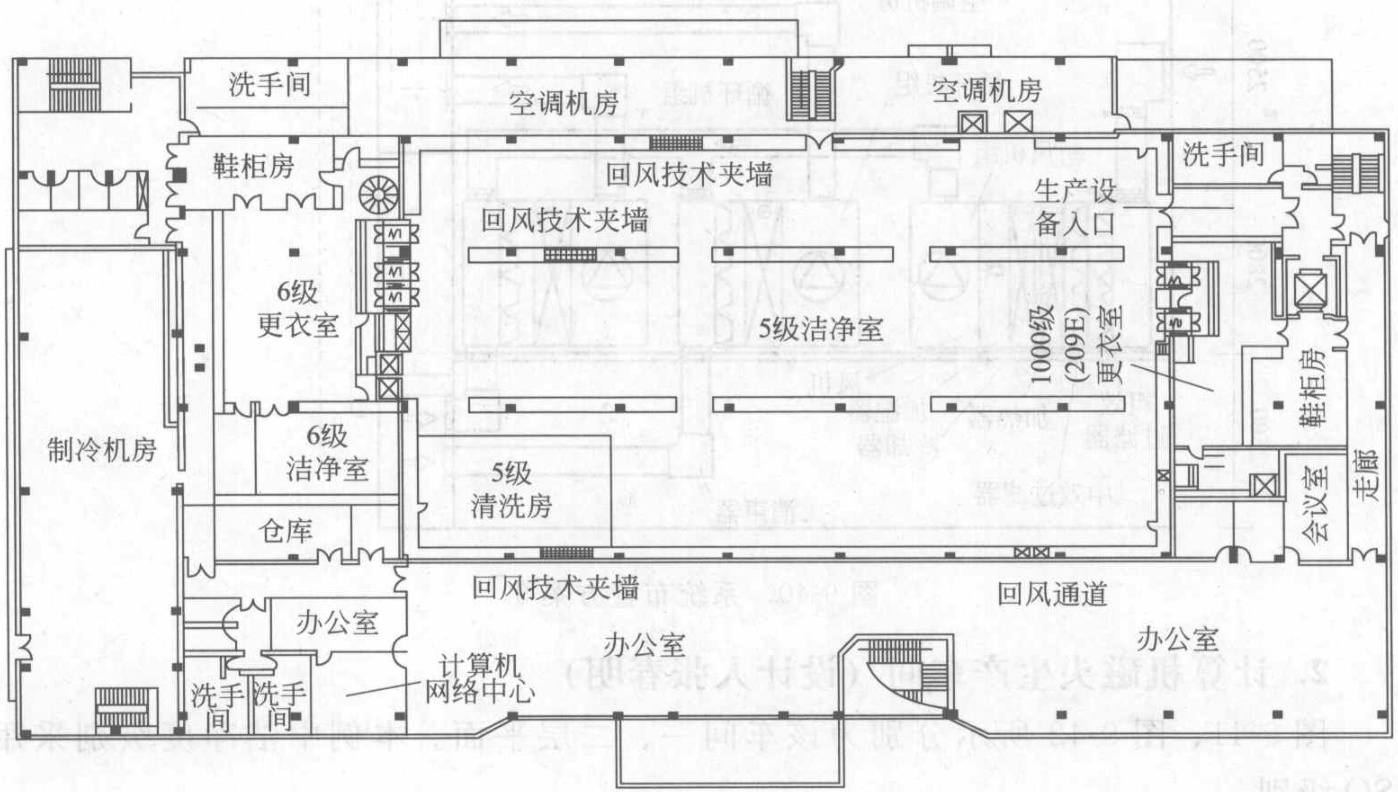 洗手间
空调机房
空调机房
鞋柜房
回风技术夹墙
洗手间
回风技术夹墙
生产设
备入口
6级
更衣室
5级洁净室
1000级
(209E)
更衣室
鞋柜房
制冷机房
6级
洁净室
5级
清洗房
会议室
走廊
仓库
回风技术夹墙
回风通道
办公室
办公室
办公室
计算机
网络中心
洗手
间
洗手
间